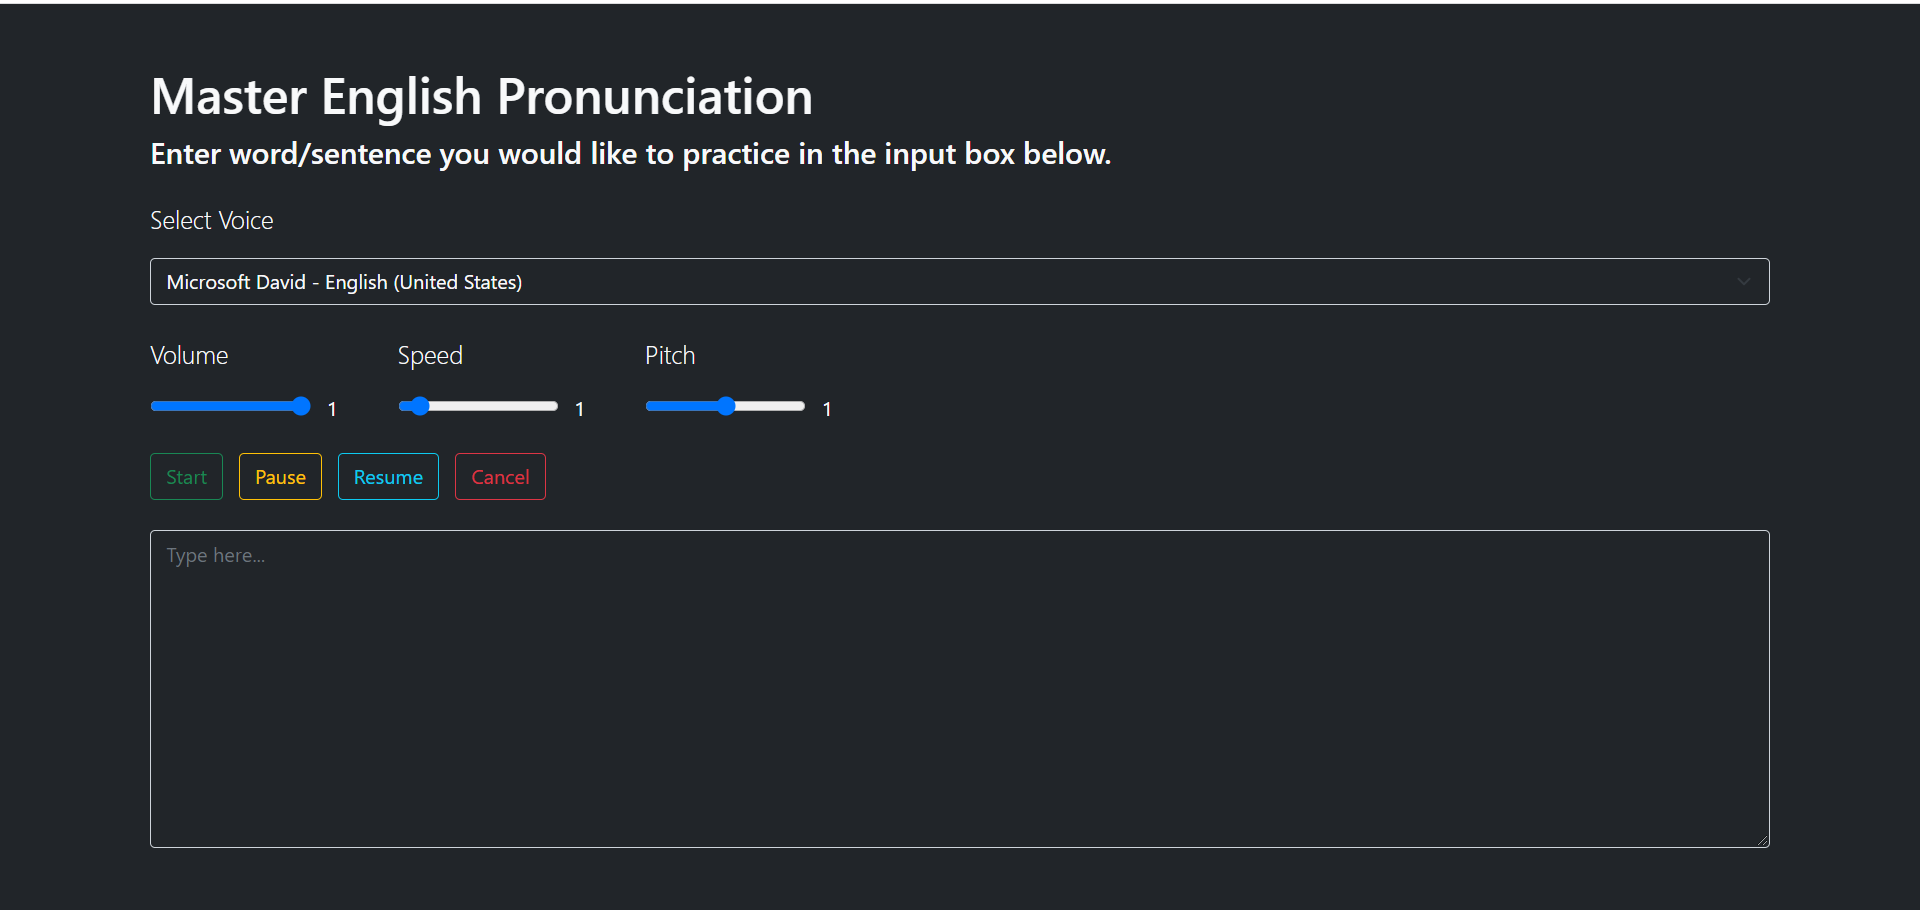 Master English Pronunciation
Enter word/sentence you would like to practice in the input box below.
Select Voice
Microsoft David - English (United States)
Volume Speed Pitch
1 1 1
Start Pause Resume Cancel
Type here...